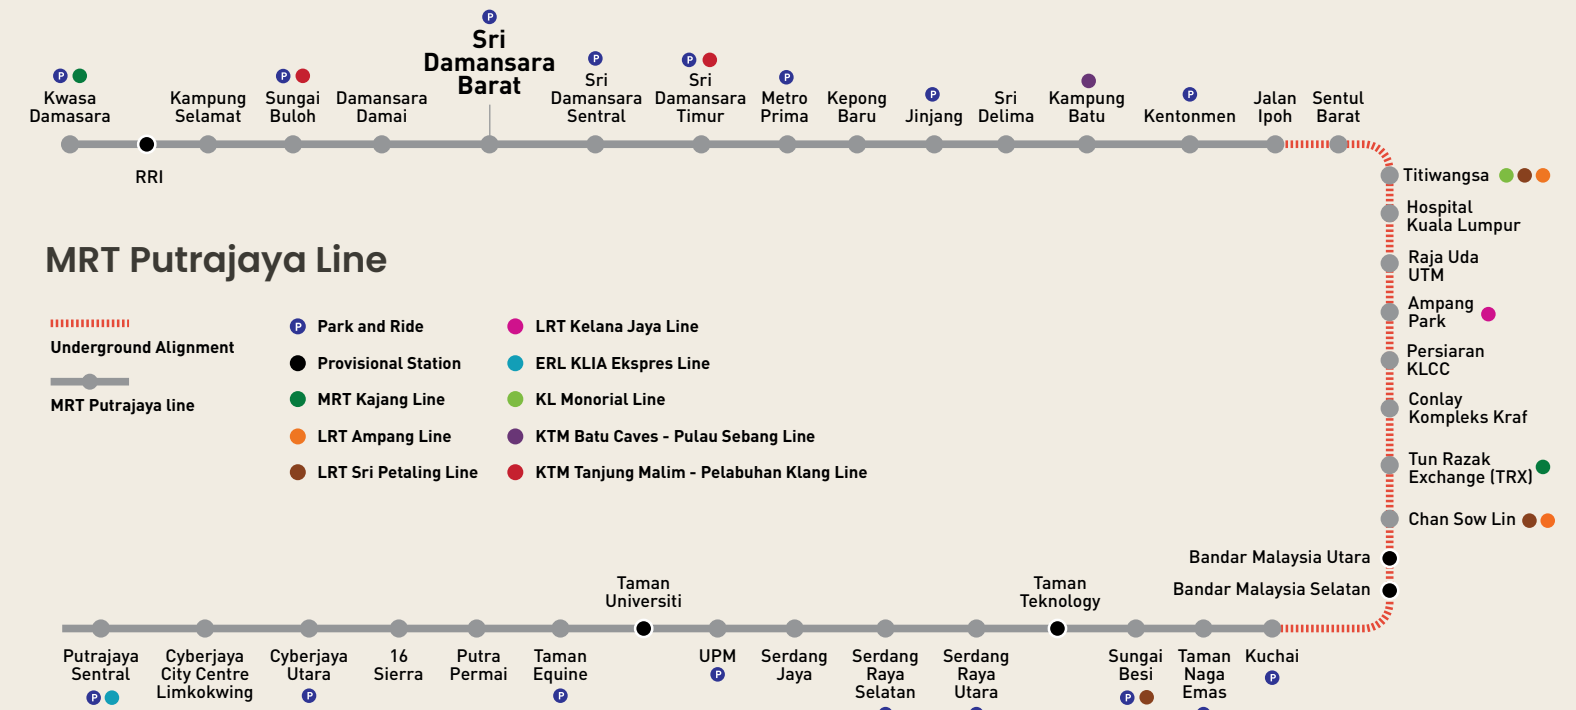 P
Sri
Damansara
Barat
P
Kwasa
Damasara
Kampung
Selamat
P
Sungai
Buloh
Damansara
Damai
P
Sri
Damansara
Sentral
P
Sri
Damansara
Timur
P
Metro
Prima
Kepong
Baru
P
Jinjang
Sri
Delima
Kampung
Batu
P
Kentonmen
Jalan
Ipoh
Sentul
Barat
RRI
Titiwangsa
Hospital
Kuala Lumpur
Raja Uda
UTM
Ampang
Park
Persiaran
KLCC
Conlay
Kompleks Kraf
Tun Razak
Exchange (TRX)
Chan Sow Lin
Bandar Malaysia Utara
Bandar Malaysia Selatan
MRT Putrajaya Line
Underground Alignment
MRT Putrajaya line
P Park and Ride
Provisional Station
MRT Kajang Line
LRT Ampang Line
LRT Sri Petaling Line
LRT Kelana Jaya Line
ERL KLIA Ekspres Line
KL Monorial Line
KTM Batu Caves - Pulau Sebang Line
KTM Tanjung Malim - Pelabuhan Klang Line
Taman
Universiti
Taman
Teknology
Putrajaya
Sentral
P
Cyberjaya
City Centre
Limkokwing
Cyberjaya
Utara
P
16
Sierra
Putra
Permai
Taman
Equine
P
UPM
P
Serdang
Jaya
Serdang
Raya
Selatan
Serdang
Raya
Utara
Sungai
Besi
P
Taman
Naga
Emas
Kuchai
P